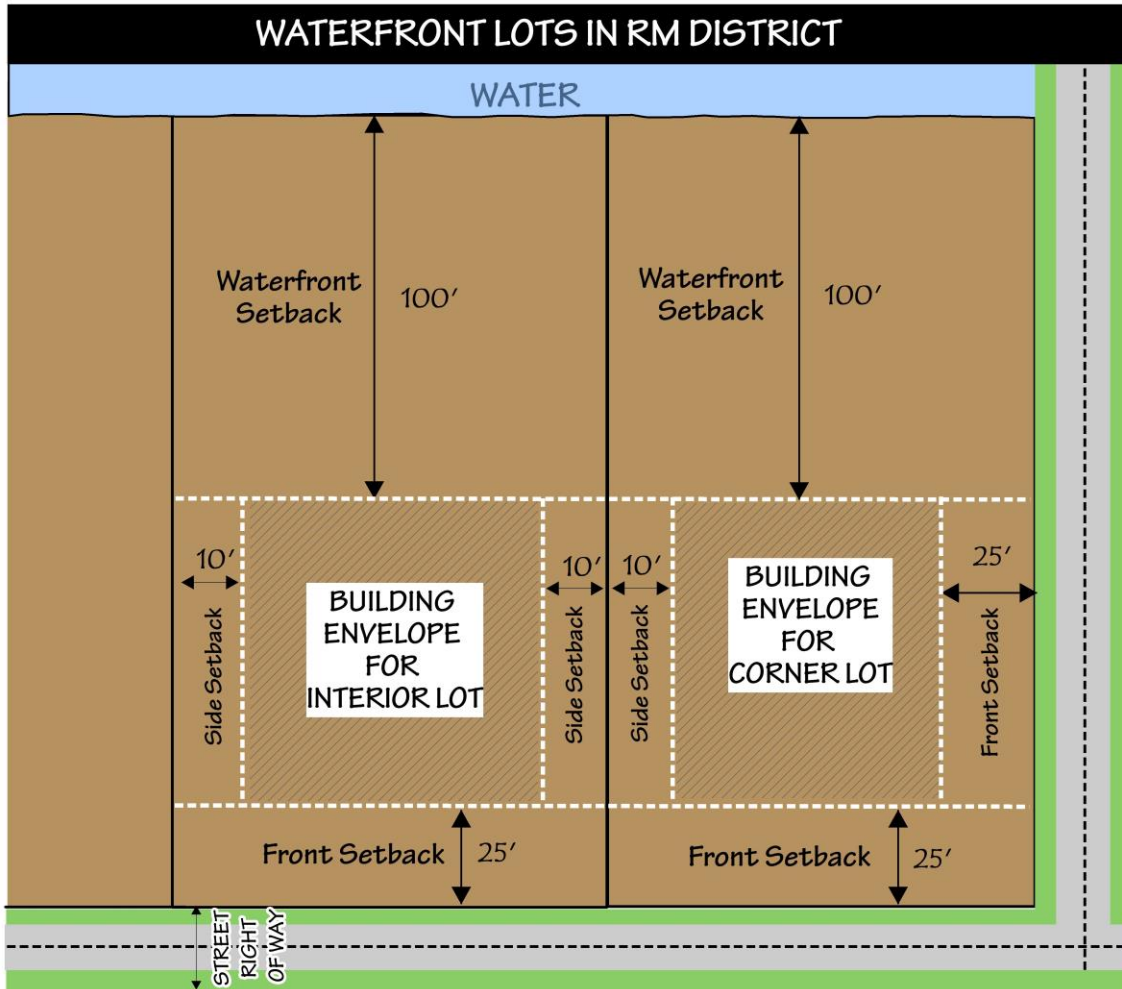 WATERFRONT LOTS IN RM DISTRICT
WATER
Waterfront
Setback
100'
Waterfront
Setback
100'
10'
Side Setback
BUILDING
ENVELOPE
FOR
INTERIOR LOT
10'
Side Setback
10'
Side Setback
BUILDING
ENVELOPE
FOR
CORNER LOT
25'
Front Setback
Front Setback
25'
Front Setback
25'
STREET
RIGHT
OF WAY